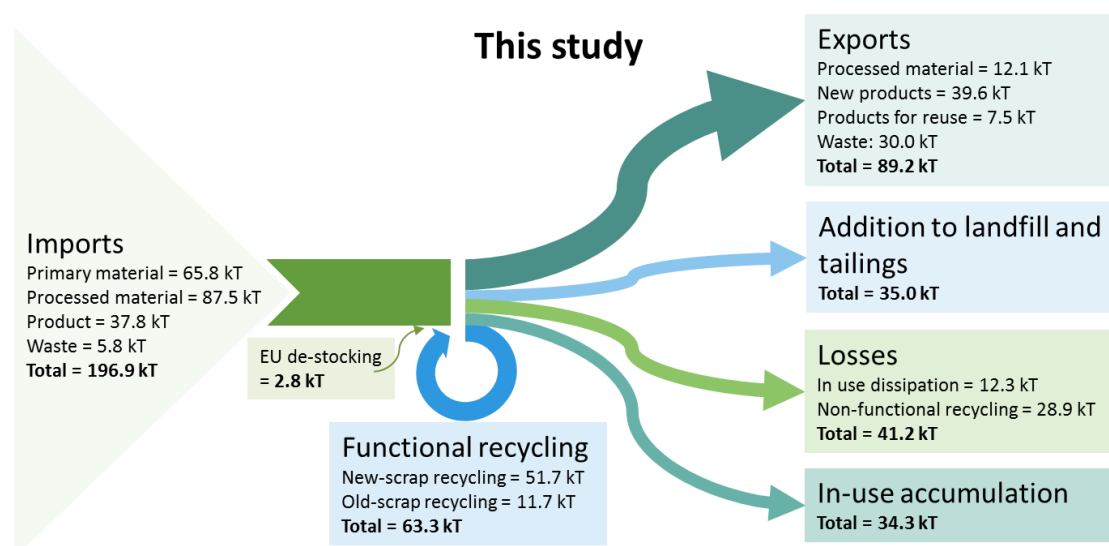 This study
Imports
Primary material = 65.8 kT
Processed material = 87.5 kT
Product = 37.8 kT
Waste = 5.8 kT
Total = 196.9 kT
EU de-stocking
= 2.8 kT
Functional recycling
New-scrap recycling = 51.7 kT
Old-scrap recycling = 11.7 kT
Total = 63.3 kT
Exports
Processed material = 12.1 kT
New products = 39.6 kT
Products for reuse = 7.5 kT
Waste: 30.0 kT
Total = 89.2 kT
Addition to landfill and
tailings
Total = 35.0 kT
Losses
In use dissipation = 12.3 kT
Non-functional recycling = 28.9 kT
Total = 41.2 kT
In-use accumulation
Total = 34.3 kT